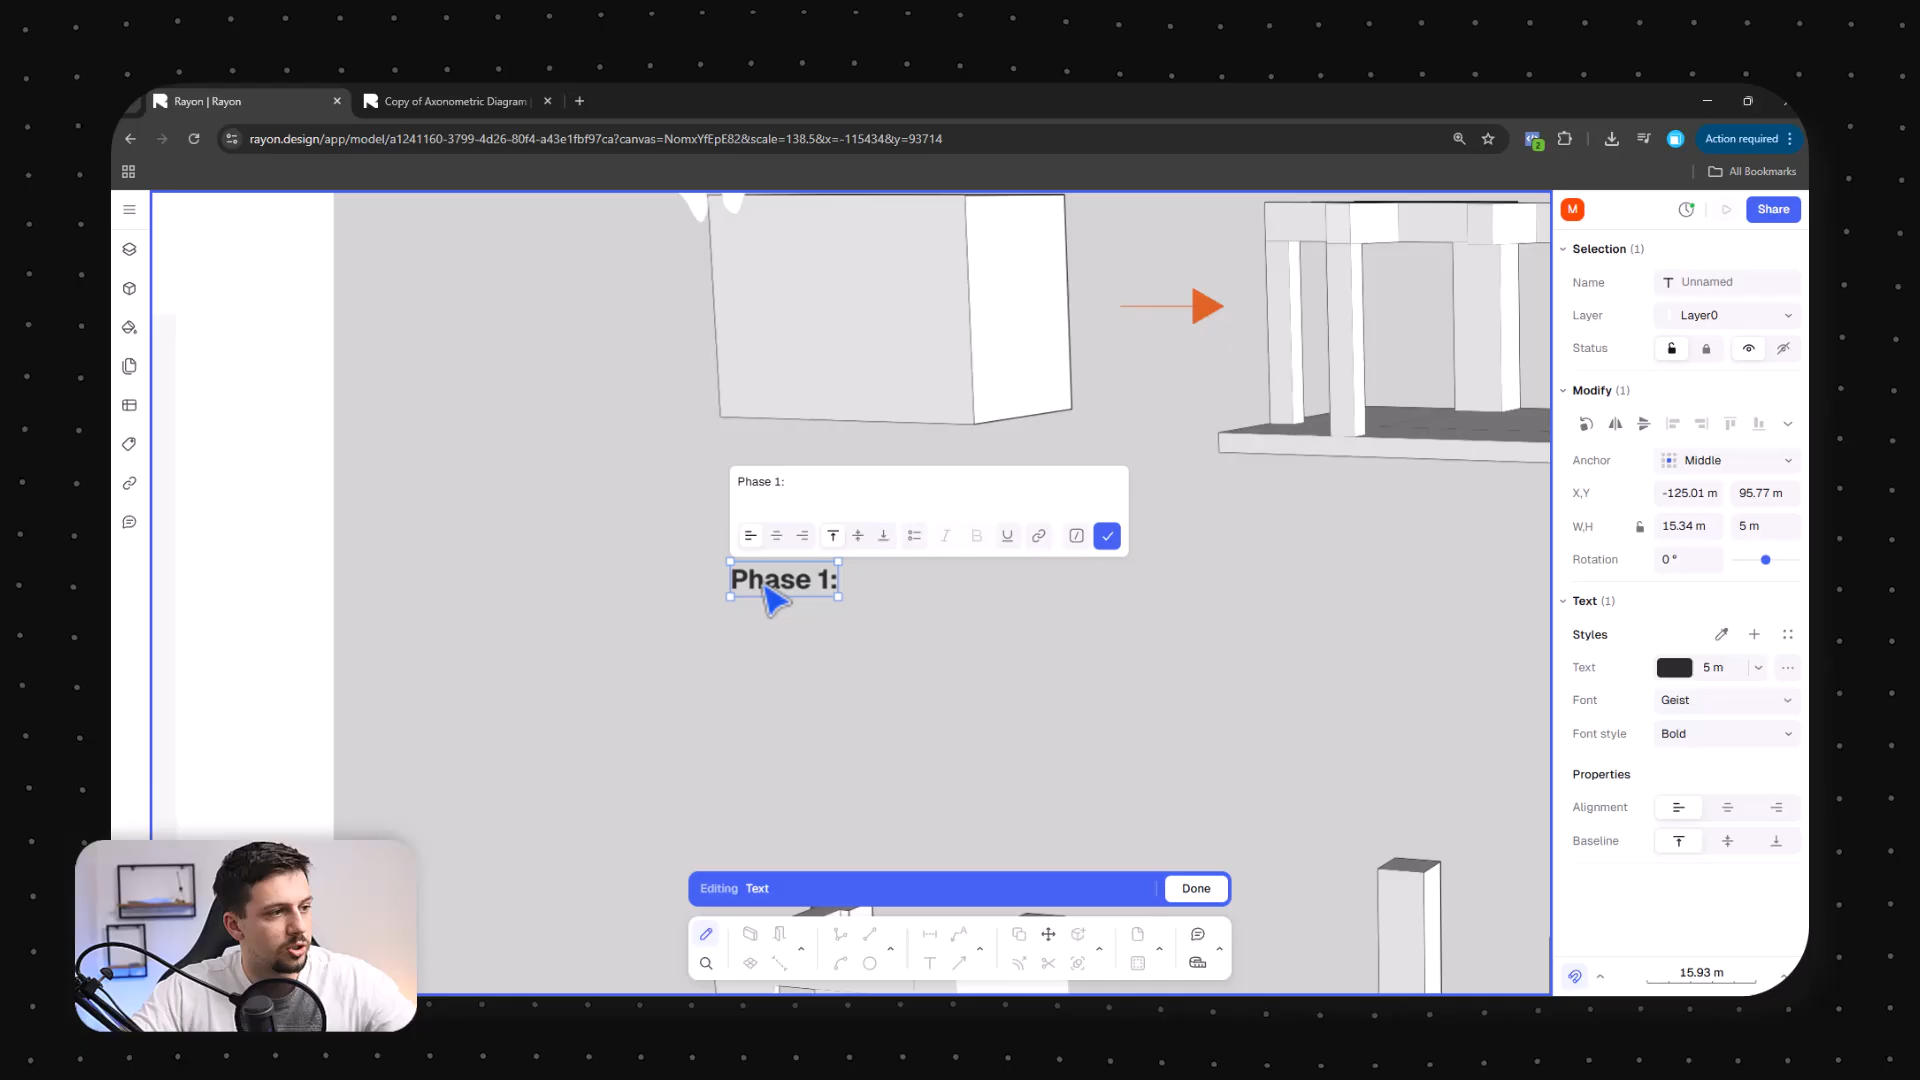 Rayon | Rayon
Copy of Axonometric Diagram
rayon.design/app/model/a1241160-3799-4d26-80f4-a43e1fbf97ca?canvas=NomxYfEpE82&scale=138.5&x=-115434&y=93714
2
Action required
All Bookmarks
M
Share
Selection (1)
Name
Unnamed
Layer
Layer0
Status
Modify (1)
Anchor
Middle
X,Y
-125.01 m
95.77 m
W,H
15.34 m
5 m
Rotation
0 °
Text (1)
Styles
Text
5 m
Font
Geist
Font style
Bold
Properties
Alignment
Baseline
15.93 m
Phase 1:
Phase 1:
Editing Text
Done